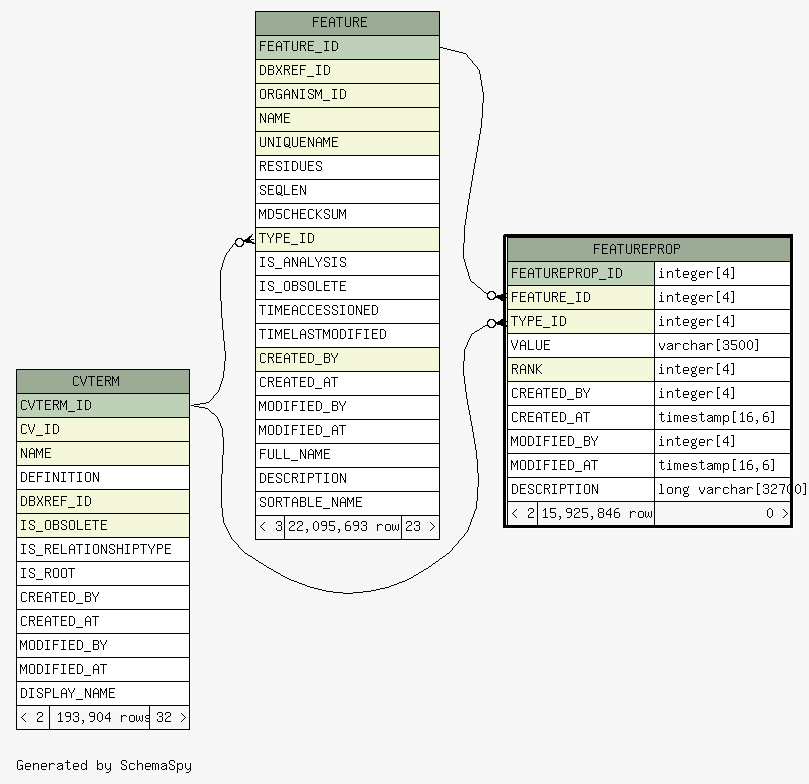 FEATURE
FEATURE_ID
DBXREF_ID
ORGANISM_ID
NAME
UNIQUENAME
RESIDUES
SEQLEN
MD5CHECKSUM
TYPE_ID
IS_ANALYSIS
IS_OBSOLETE
TIMEACCESSIONED
TIMELASTMODIFIED
CREATED_BY
CREATED_AT
MODIFIED_BY
MODIFIED_AT
FULL_NAME
DESCRIPTION
SORTABLE_NAME
< 3 22,095,693 row 23 >
FEATUREPROP
FEATUREPROP_ID integer[4]
FEATURE_ID integer[4]
TYPE_ID integer[4]
VALUE varchar[3500]
RANK integer[4]
CREATED_BY integer[4]
CREATED_AT timestamp[16,6]
MODIFIED_BY integer[4]
MODIFIED_AT timestamp[16,6]
DESCRIPTION long varchar[32700]
< 2 15,925,846 row 0 >
CVTERM
CVTERM_ID
CV_ID
NAME
DEFINITION
DBXREF_ID
IS_OBSOLETE
IS_RELATIONSHIPTYPE
IS_ROOT
CREATED_BY
CREATED_AT
MODIFIED_BY
MODIFIED_AT
DISPLAY_NAME
< 2 193,904 rows 32 >
Generated by SchemaSpy